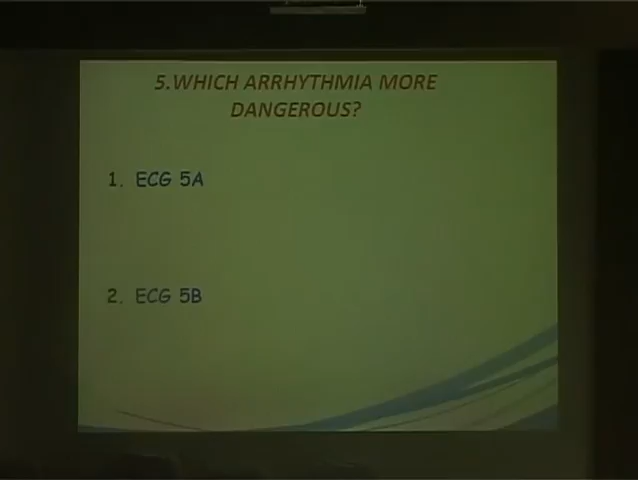 5.WHICH ARRHYTHMIA MORE
DANGEROUS?
1. ECG 5A
2. ECG 5B